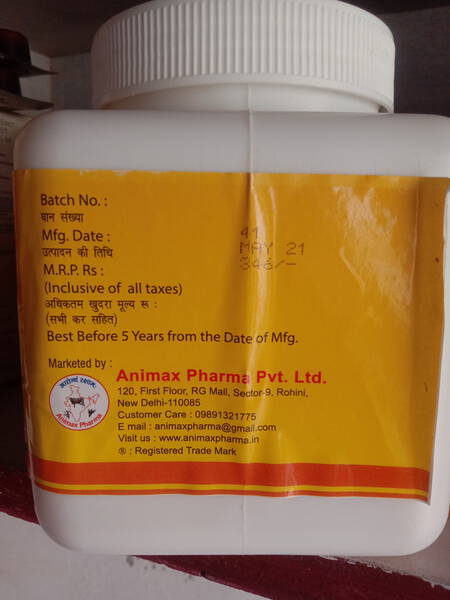 Batch No. :
घान संख्या
41
Mfg. Date :
MAY 21
उत्पादन की तिथि
M.R.P. Rs :
346/-
(Inclusive of all taxes)
अधिकतम खुदरा मूल्य रू :
(सभी कर सहित)
Best Before 5 Years from the Date of Mfg.
Marketed by :
Animax Pharma Pvt. Ltd.
120, First Floor, RG Mall, Sector-9, Rohini,
New Delhi-110085
Customer Care : 09891321775
E mail : animaxpharma@gmail.com
Visit us : www.animaxpharma.in
® : Registered Trade Mark
Animax Pharma